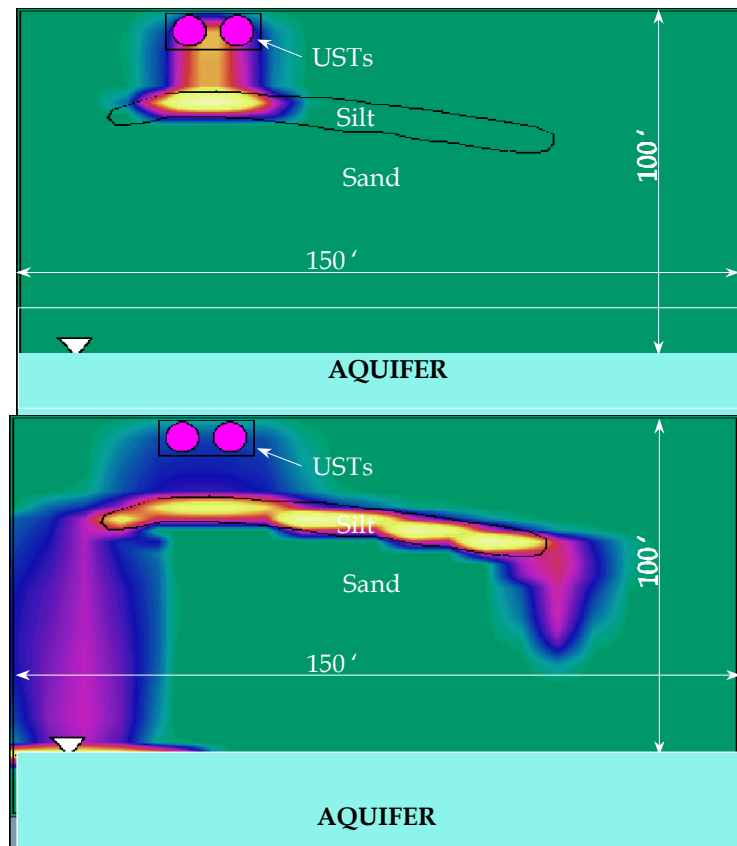 USTs
Silt
Sand
100 ‘
150 ‘
AQUIFER
USTs
Silt
Sand
100 ‘
150 ‘
AQUIFER